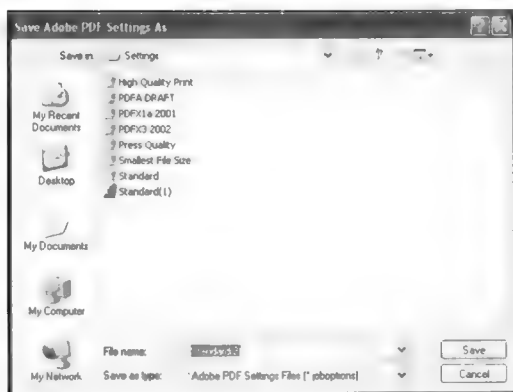 Save Adobe PDF Settings As
Save in: Settings
High Quality Print
PDFA DRAFT
PDFX1a 2001
PDFX3 2002
Press Quality
Smallest File Size
Standard
Standard(1)
My Recent
Documents
Desktop
My Documents
My Computer
My Network
File name:
Save
Save as type: Adobe PDF Settings Files [*.joboptions]
Cancel